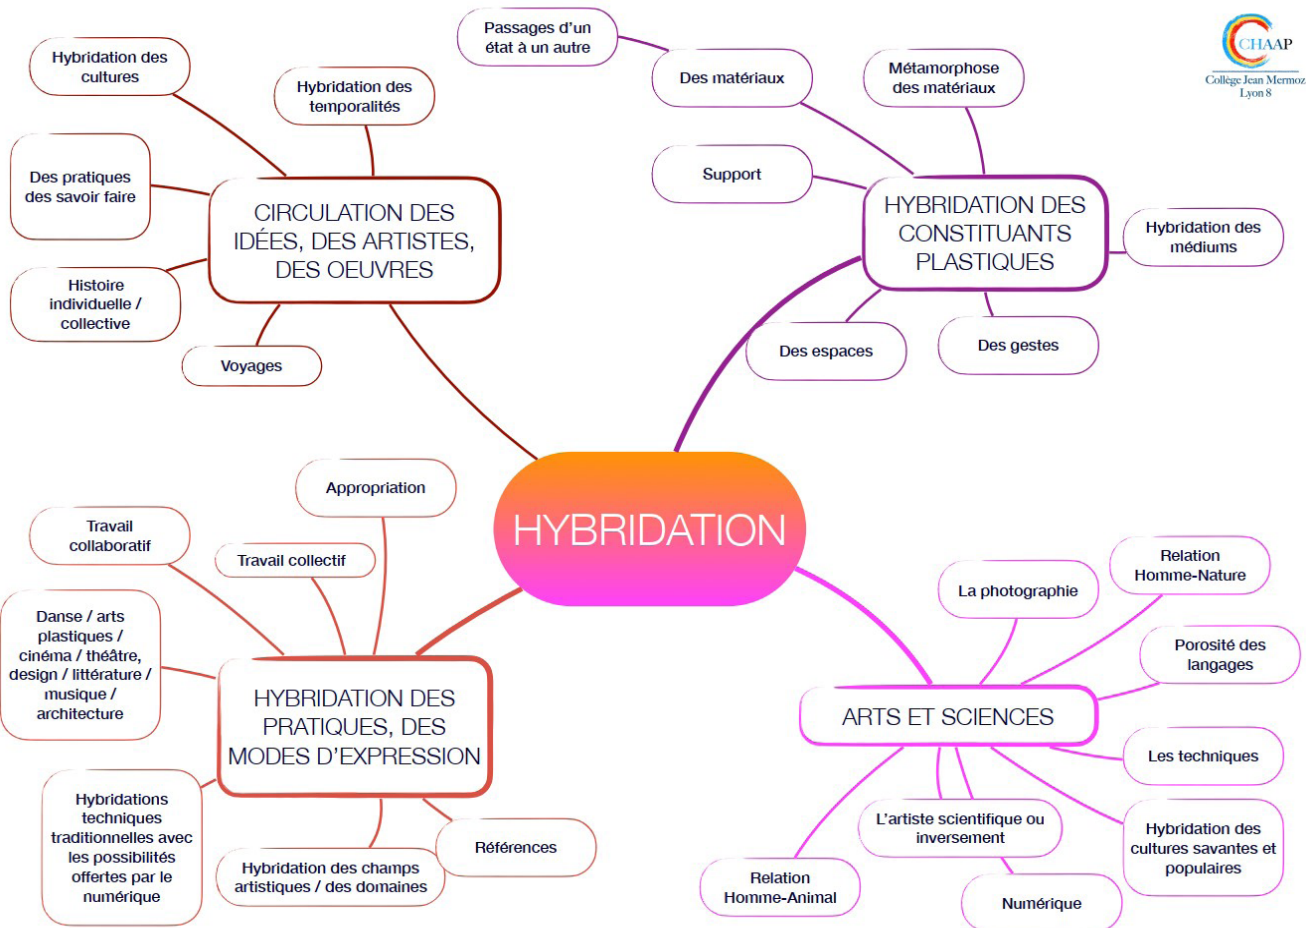 CHAAP
Collège Jean Mermoz
Lyon 8
Hybridation des
cultures
Hybridation des
temporalités
Des pratiques
des savoir faire
CIRCULATION DES
IDÉES, DES ARTISTES,
DES OEUVRES
Histoire
individuelle /
collective
Voyages
Passages d'un
état à un autre
Des matériaux
Métamorphose
des matériaux
Support
HYBRIDATION DES
CONSTITUANTS
PLASTIQUES
Hybridation des
médiums
Des espaces
Des gestes
HYBRIDATION
Appropriation
Travail
collaboratif
Travail collectif
Danse / arts
plastiques /
cinéma / théâtre,
design / littérature /
musique /
architecture
HYBRIDATION DES
PRATIQUES, DES
MODES D'EXPRESSION
Hybridations
techniques
traditionnelles avec
les possibilités
offertes par le
numérique
Hybridation des champs
artistiques / des domaines
Références
La photographie
Relation
Homme-Nature
Porosité des
langages
ARTS ET SCIENCES
Les techniques
L'artiste scientifique ou
inversement
Hybridation des
cultures savantes et
populaires
Relation
Homme-Animal
Numérique